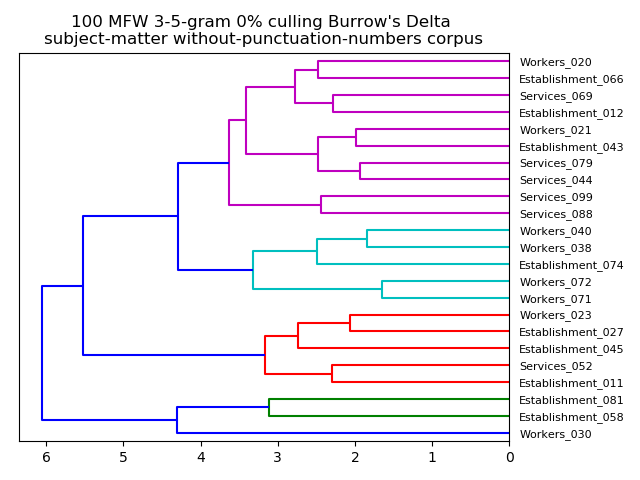 100 MFW 3-5-gram 0% culling Burrow's Delta
subject-matter without-punctuation-numbers corpus
Workers_020
Establishment_066
Services_069
Establishment_012
Workers_021
Establishment_043
Services_079
Services_044
Services_099
Services_088
Workers_040
Workers_038
Establishment_074
Workers_072
Workers_071
Workers_023
Establishment_027
Establishment_045
Services_052
Establishment_011
Establishment_081
Establishment_058
Workers_030
6 5 4 3 2 1 0